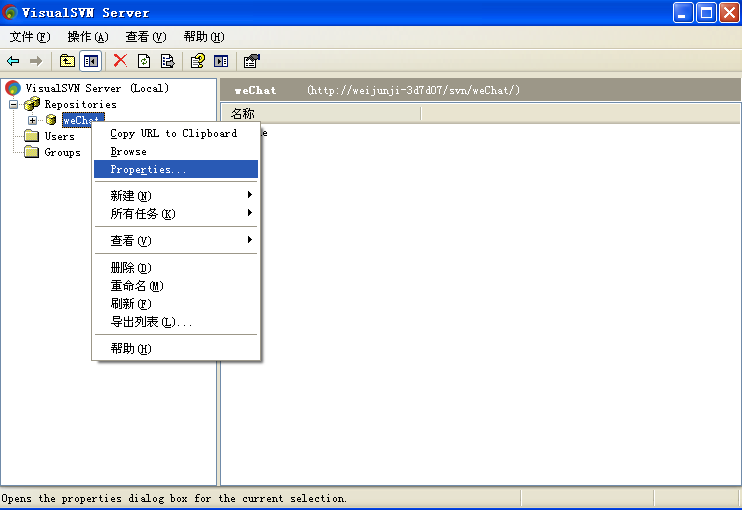 VisualSVN Server
文件(F) 操作(A) 查看(V) 帮助(H)
VisualSVN Server (Local)
Repositories
weChat
Users
Groups
weChat (http://weijunji-3d7d07/svn/weChat/)
名称
Copy URL to Clipboard
Browse
Properties...
新建(N)
所有任务(K)
查看(V)
删除(D)
重命名(M)
刷新(F)
导出列表(L)...
帮助(H)
Opens the properties dialog box for the current selection.